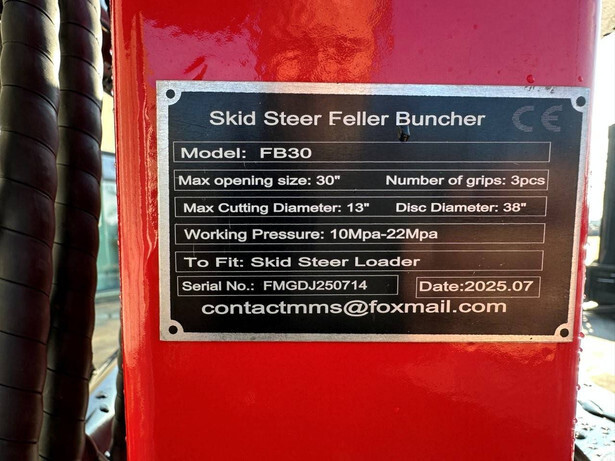 Skid Steer Feller Buncher CE
Model: FB30
Max opening size: 30" Number of grips: 3pcs
Max Cutting Diameter: 13" Disc Diameter: 38"
Working Pressure: 10Mpa-22Mpa
To Fit: Skid Steer Loader
Serial No.: FMGDJ250714 Date:2025.07
contactmms@foxmail.com